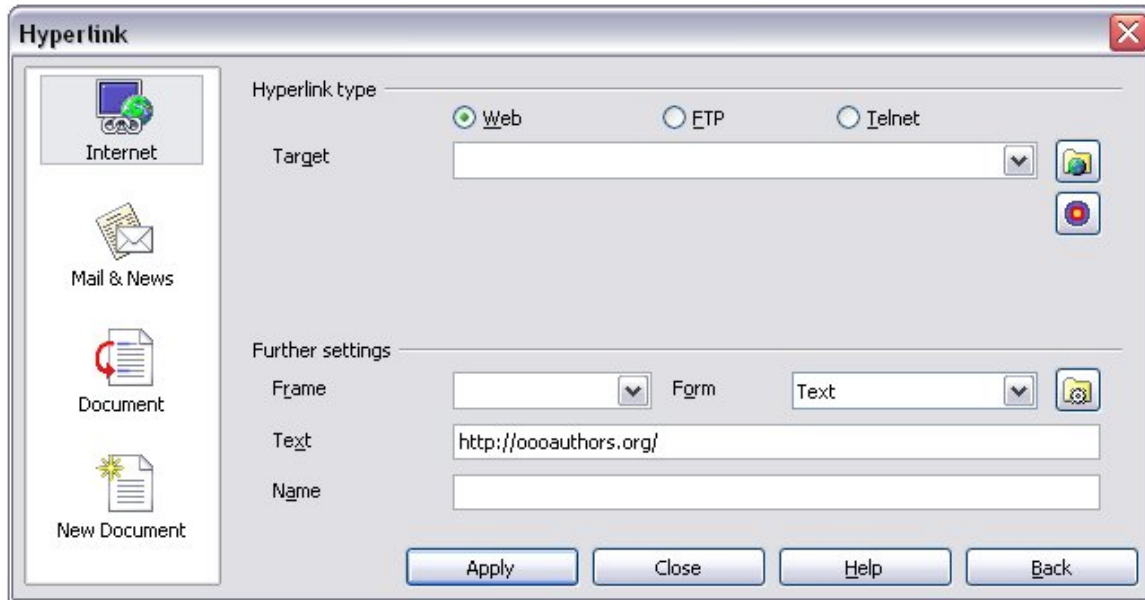 Hyperlink
Internet
Mail & News
Document
New Document
Hyperlink type
Web FTP Telnet
Target
Further settings
Frame Form Text
Text http://oooauthors.org/
Name
Apply Close Help Back